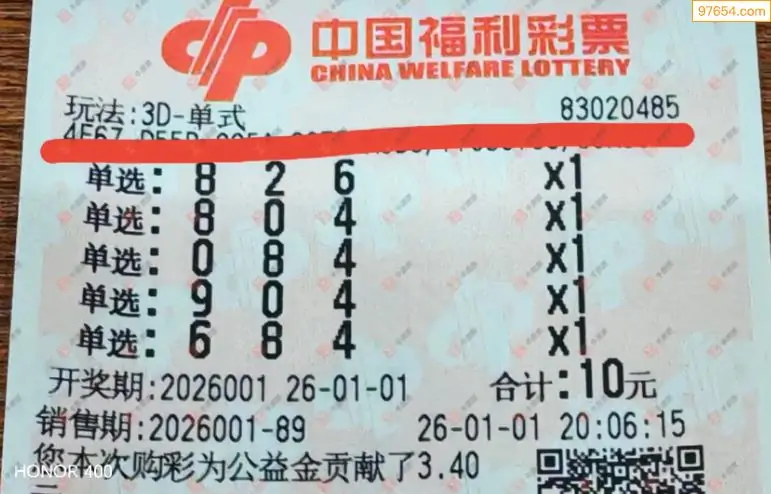 97654.com
中国福利彩票
CHINA WELFARE LOTTERY
玩法:3D-单式 83020485
单选: 8 2 6 x1
单选: 8 0 4 x1
单选: 0 8 4 x1
单选: 9 0 4 x1
单选: 6 8 4 x1
开奖期:2026001 26-01-01 合计:10元
销售期:2026001-89 26-01-01 20:06:15
您本次购彩为公益金贡献了3.40
HONOR 400